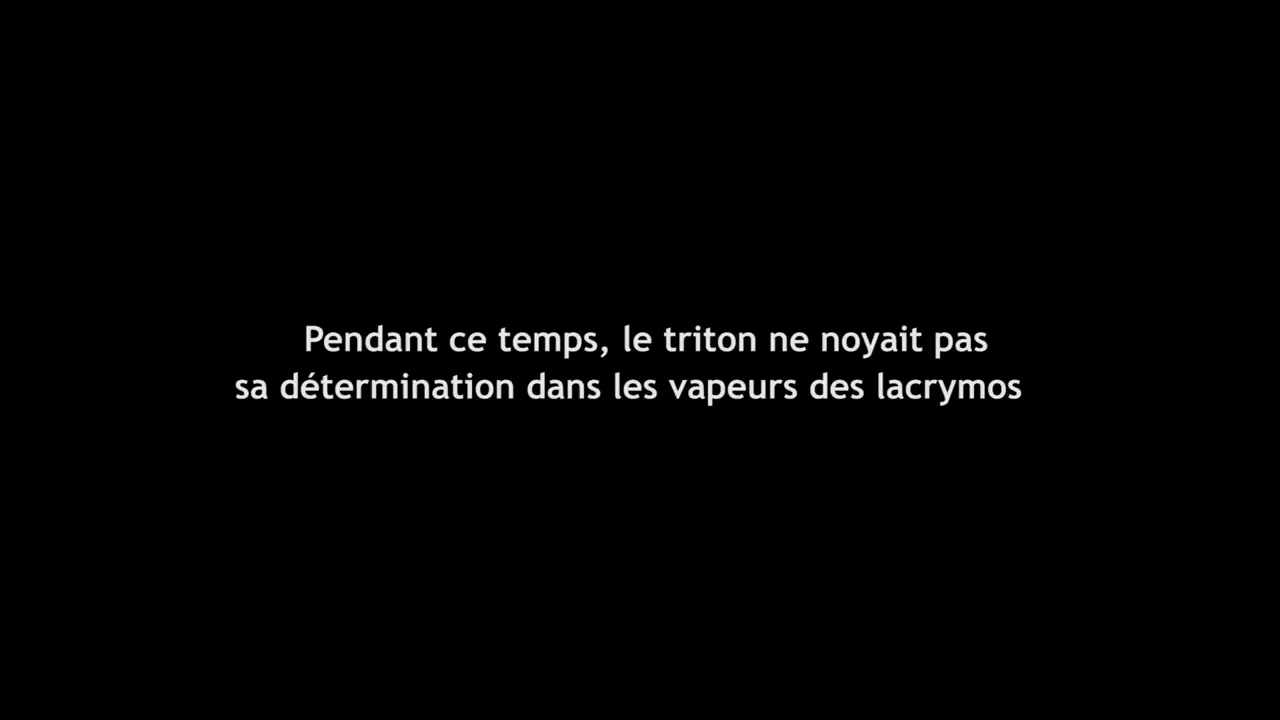 Pendant ce temps, le triton ne noyait pas
sa détermination dans les vapeurs des lacrymos